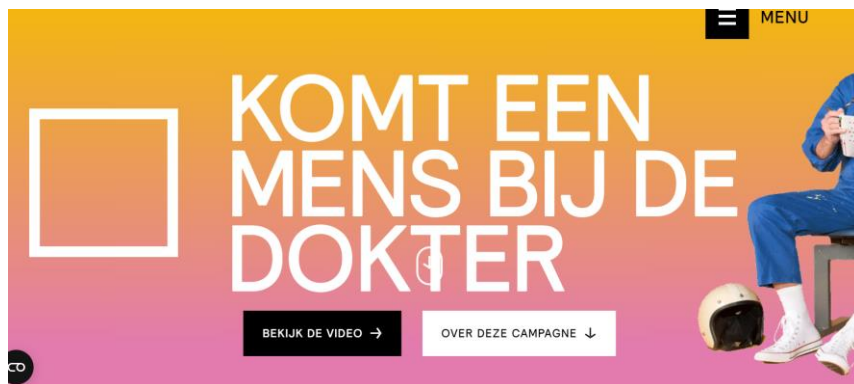 MENU
KOMT EEN
MENS BIJ DE
DOKTER
BEKIJK DE VIDEO →
OVER DEZE CAMPAGNE ↓